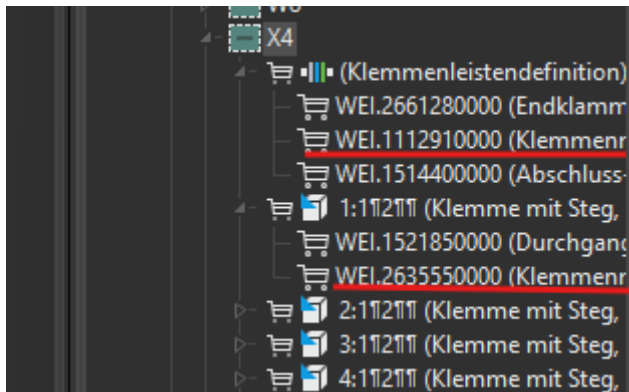 X4
(Klemmenleistendefinition)
WEI.2661280000 (Endklamm
WEI.1112910000 (Klemmenr
WEI.1514400000 (Abschluss-
1:1¶2¶¶ (Klemme mit Steg,
WEI.1521850000 (Durchgang
WEI.2635550000 (Klemmenr
2:1¶2¶¶ (Klemme mit Steg,
3:1¶2¶¶ (Klemme mit Steg,
4:1¶2¶¶ (Klemme mit Steg,